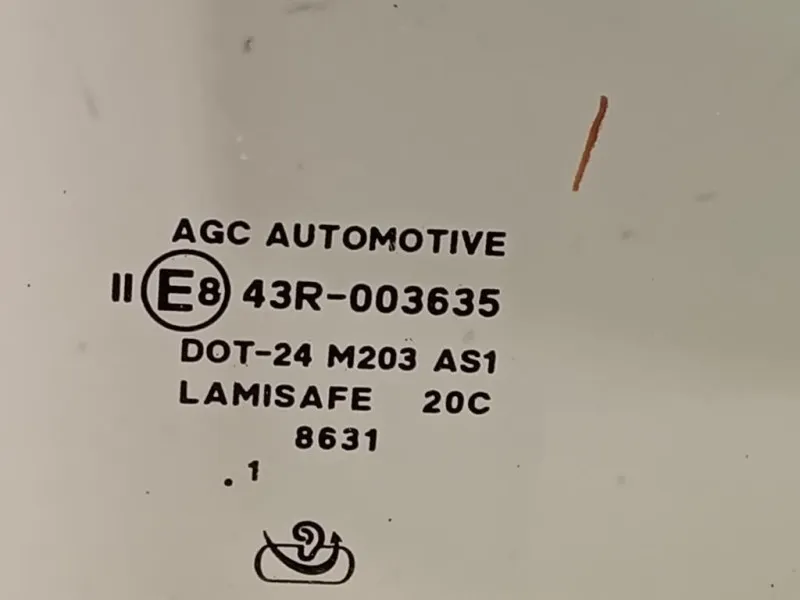 AGC AUTOMOTIVE
II E8 43R-003635
DOT-24 M203 AS1
LAMISAFE 20C
8631
.1